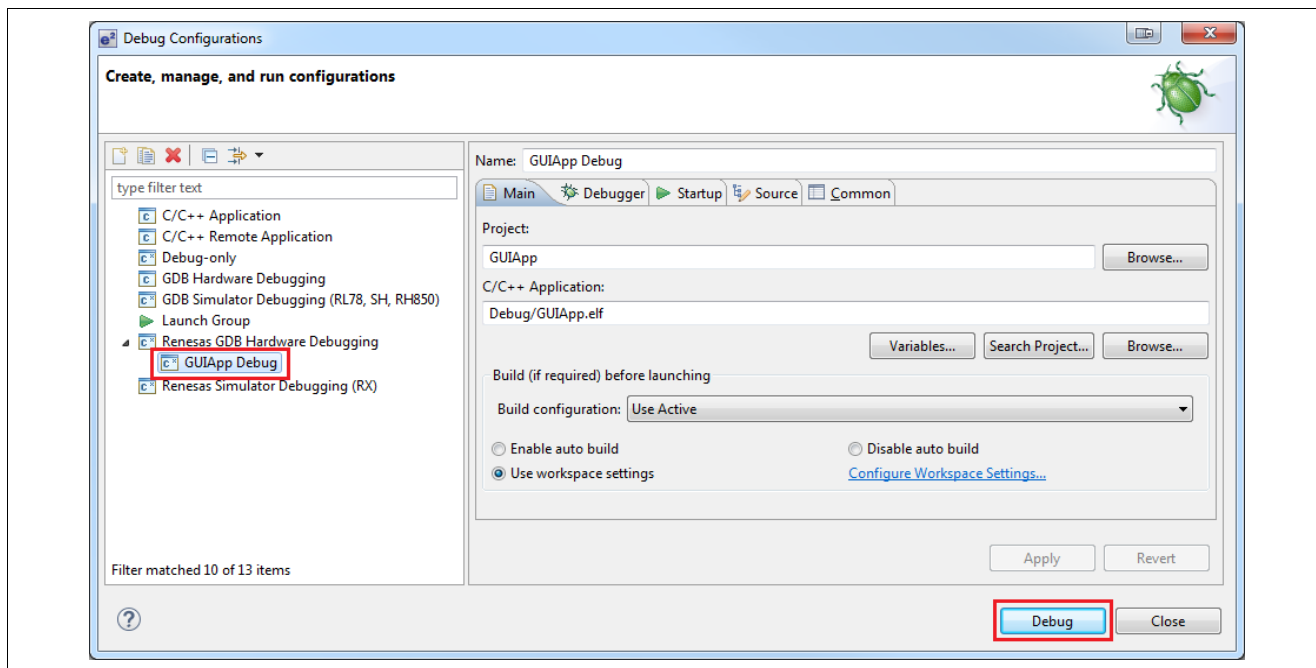 e² Debug Configurations
Create, manage, and run configurations
type filter text
C/C++ Application
C/C++ Remote Application
Debug-only
GDB Hardware Debugging
GDB Simulator Debugging (RL78, SH, RH850)
Launch Group
Renesas GDB Hardware Debugging
GUIApp Debug
Renesas Simulator Debugging (RX)
Filter matched 10 of 13 items
Name: GUIApp Debug
Main Debugger Startup Source Common
Project:
GUIApp Browse...
C/C++ Application:
Debug/GUIApp.elf
Variables... Search Project... Browse...
Build (if required) before launching
Build configuration: Use Active
Enable auto build Disable auto build
Use workspace settings Configure Workspace Settings...
Apply Revert
? Debug Close